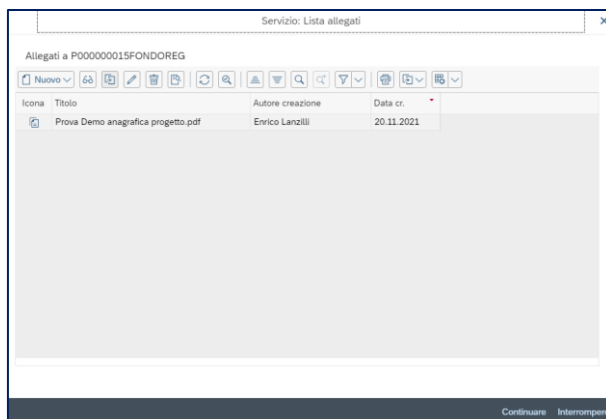 Servizio: Lista allegati
Allegati a P000000015FONDOREG
Nuovo
Icona Titolo Autore creazione Data cr.
Prova Demo anagrafica progetto.pdf Enrico Lanzilli 20.11.2021
Continuare Interrompere